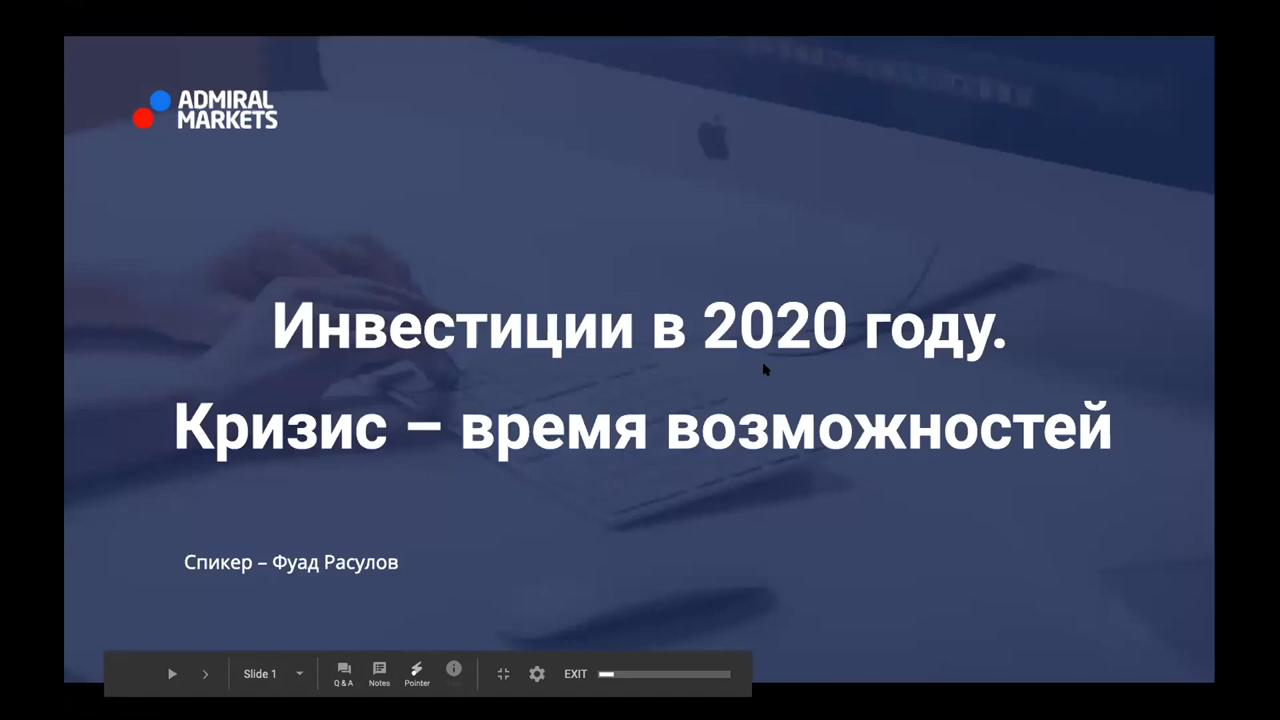 ADMIRAL
MARKETS
Инвестиции в 2020 году.
Кризис – время возможностей
Спикер – Фуад Расулов
Slide 1
Q & A
Notes
Pointer
EXIT